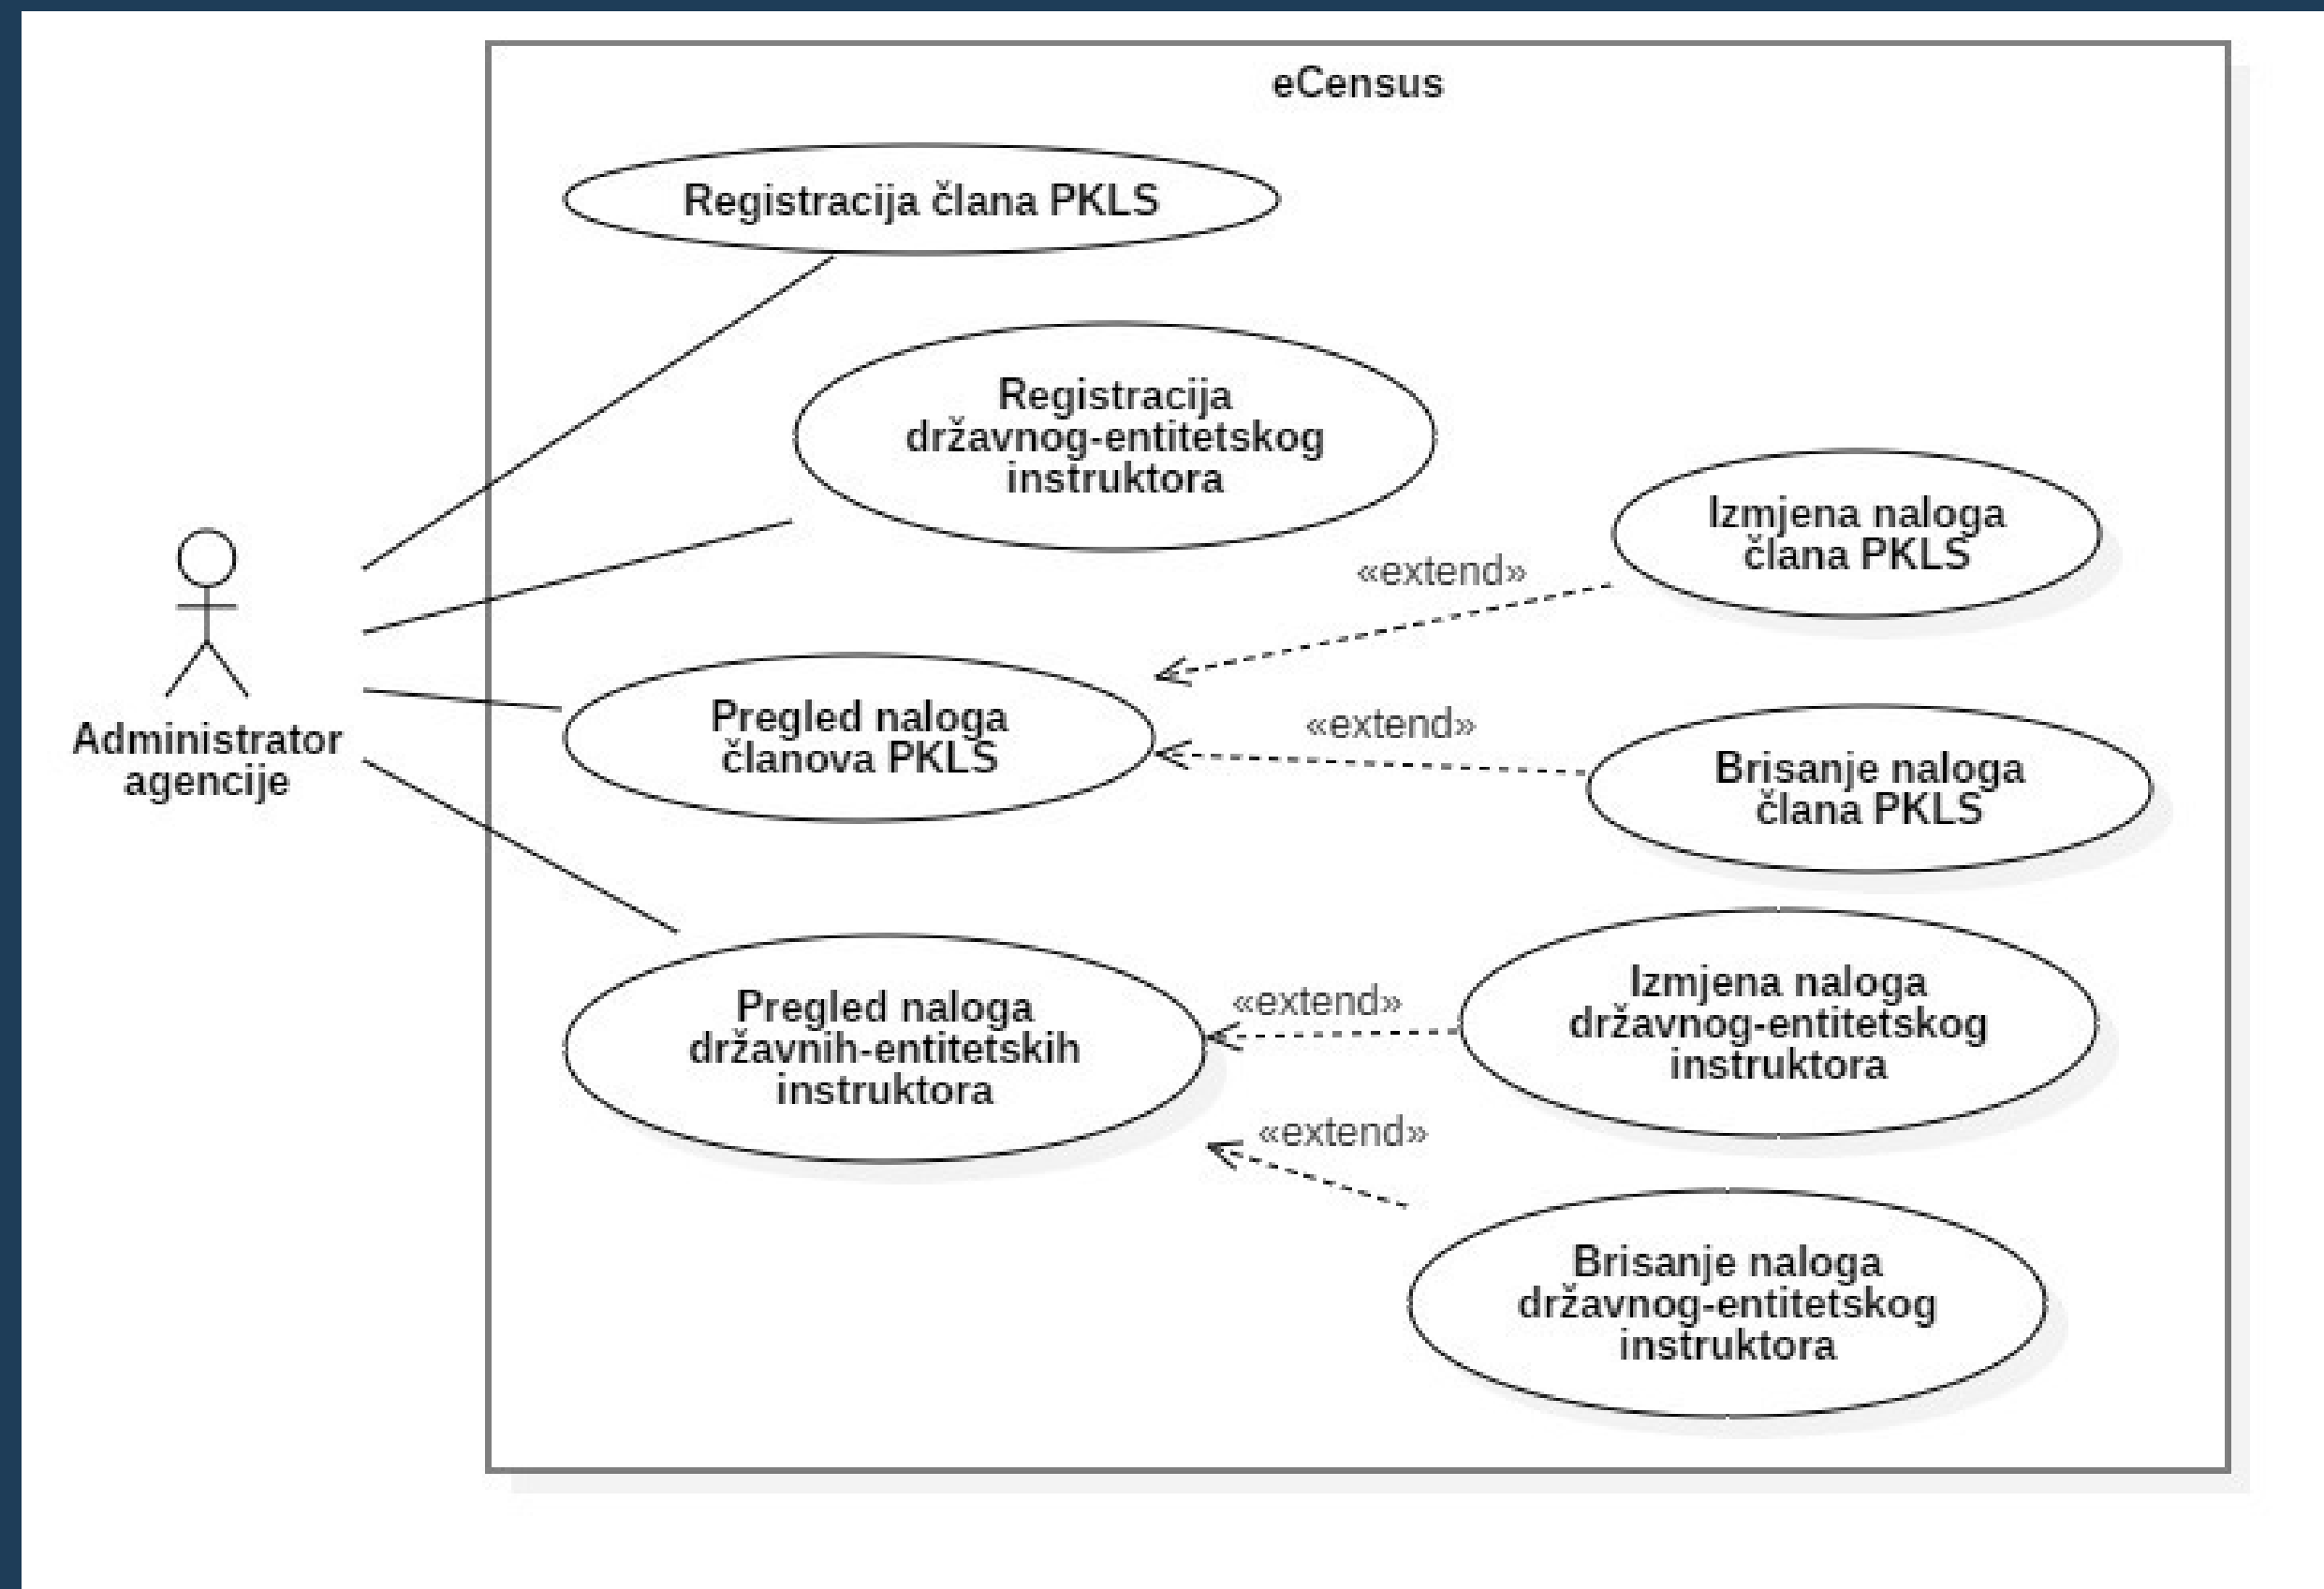 eCensus
Registracija člana PKLS
Registracija
državnog-entitetskog
instruktora
Izmjena naloga
člana PKLS
«extend»
Administrator
agencije
Pregled naloga
članova PKLS
«extend»
Brisanje naloga
člana PKLS
Pregled naloga
državnih-entitetskih
instruktora
«extend»
Izmjena naloga
državnog-entitetskog
instruktora
«extend»
Brisanje naloga
državnog-entitetskog
instruktora